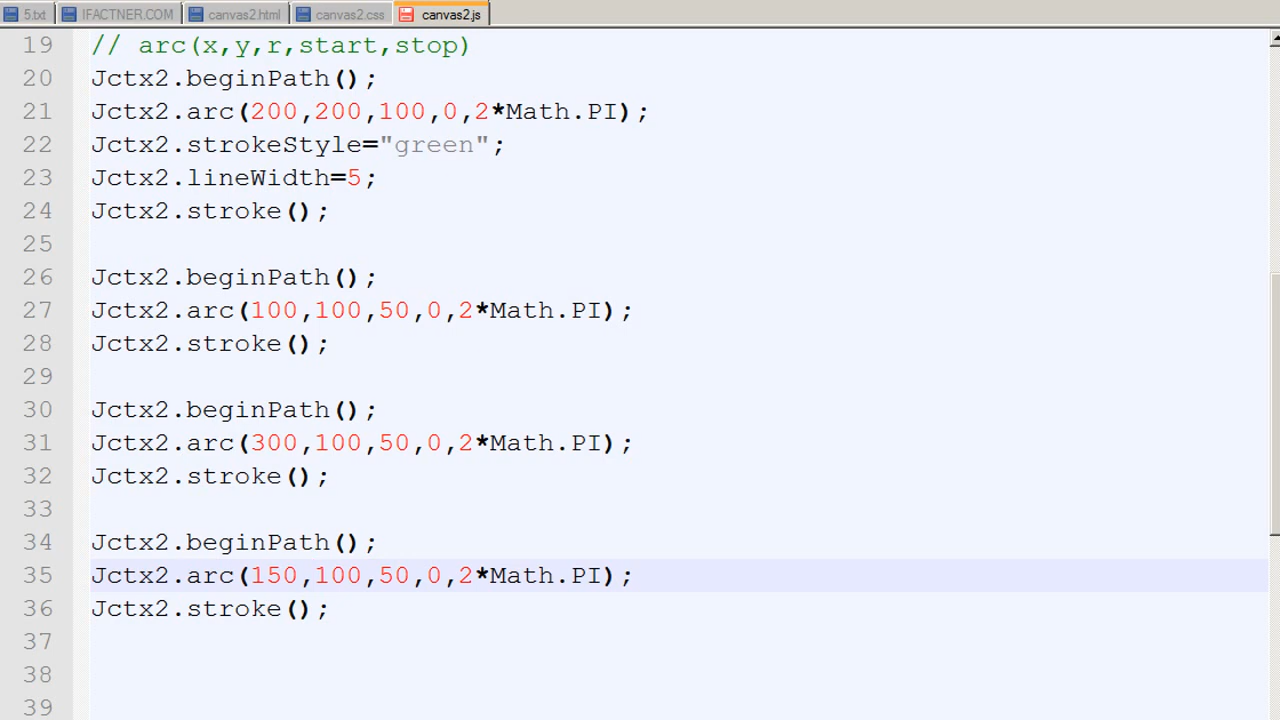 5.txt IFACTNER.COM canvas2.html canvas2.css canvas2.js
19 // arc(x,y,r,start,stop)
20 Jctx2.beginPath();
21 Jctx2.arc(200,200,100,0,2*Math.PI);
22 Jctx2.strokeStyle="green";
23 Jctx2.lineWidth=5;
24 Jctx2.stroke();
25
26 Jctx2.beginPath();
27 Jctx2.arc(100,100,50,0,2*Math.PI);
28 Jctx2.stroke();
29
30 Jctx2.beginPath();
31 Jctx2.arc(300,100,50,0,2*Math.PI);
32 Jctx2.stroke();
33
34 Jctx2.beginPath();
35 Jctx2.arc(150,100,50,0,2*Math.PI);
36 Jctx2.stroke();
37
38
39